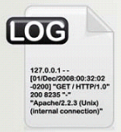 LOG
127.0.0.1 - -
[01/Dec/2008:00:32:02
-0200] "GET / HTTP/1.0"
200 8235 "-"
"Apache/2.2.3 (Unix)
(internal connection)"